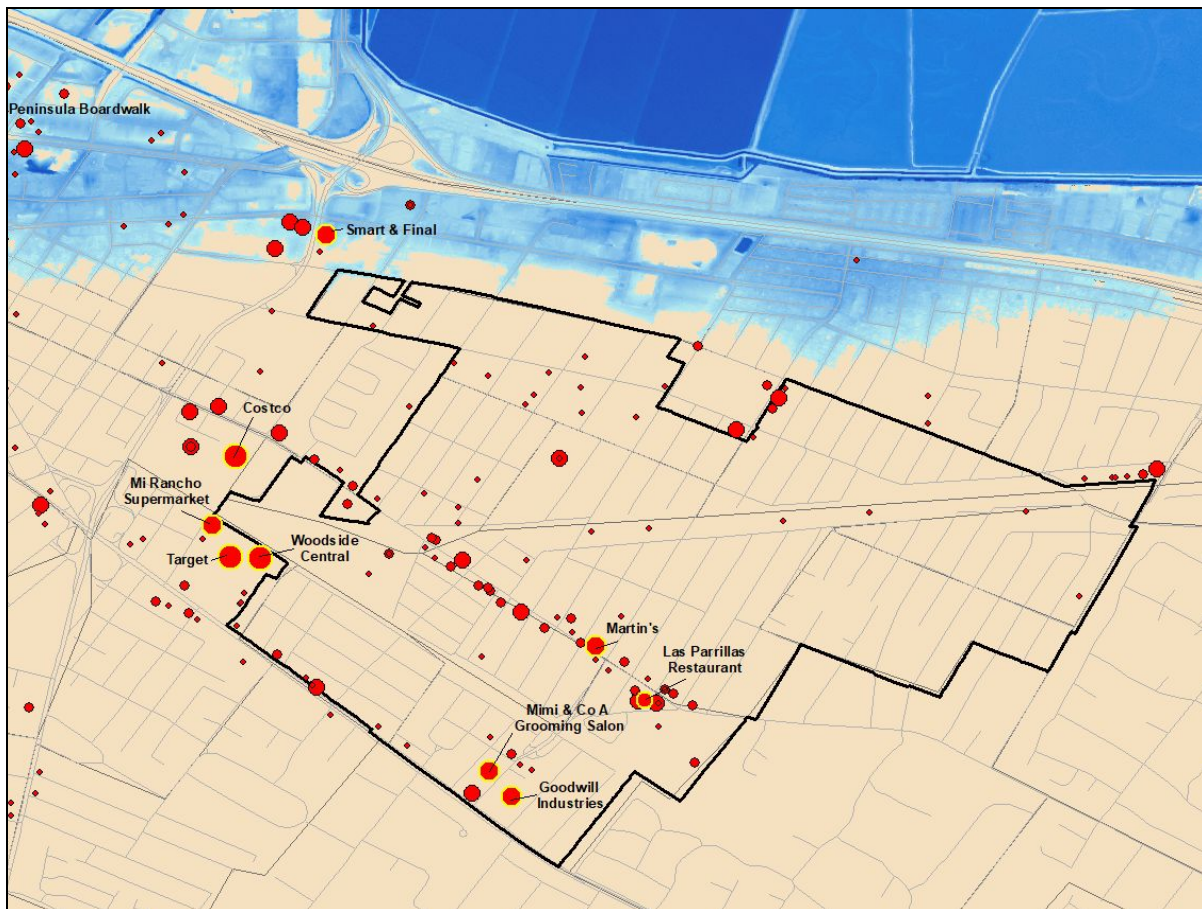 Peninsula Boardwalk
Smart & Final
Costco
Mi Rancho
Supermarket
Target
Woodside
Central
Martin's
Las Parrillas
Restaurant
Mimi & Co A
Grooming Salon
Goodwill
Industries